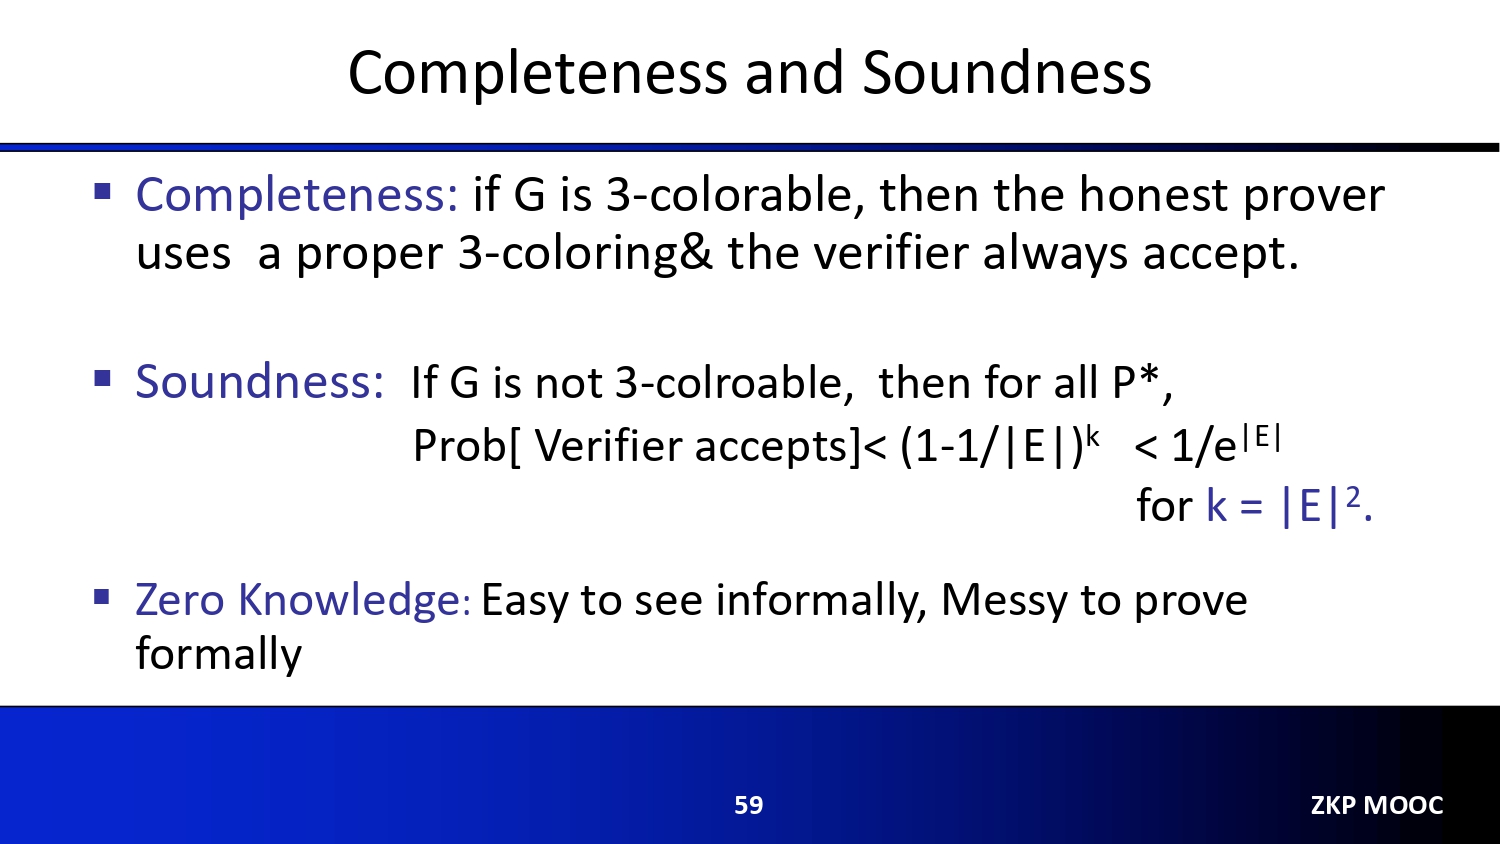 Completeness and Soundness
▪ Completeness: if G is 3-colorable, then the honest prover
uses  a proper 3-coloring& the verifier always accept.
▪ Soundness:  If G is not 3-colroable,  then for all P*,
Prob[ Verifier accepts]< (1-1/|E|)ᵏ   < 1/e^|E|
for k = |E|².
▪ Zero Knowledge: Easy to see informally, Messy to prove
formally
59
ZKP MOOC